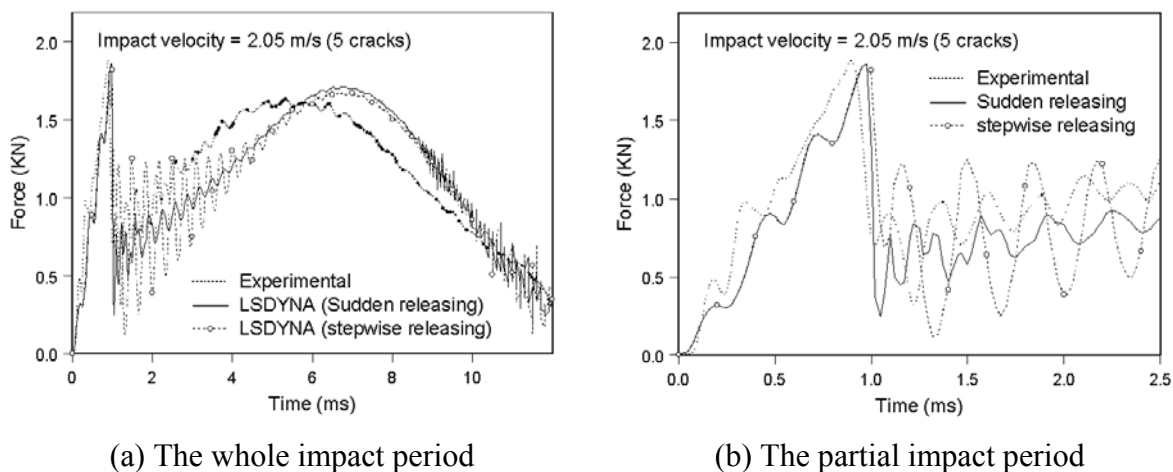 Impact velocity = 2.05 m/s (5 cracks)
2.0
1.5
1.0
0.5
0.0
Force (KN)
Experimental
LSDYNA (Sudden releasing)
LSDYNA (stepwise releasing)
0 2 4 6 8 10
Time (ms)
(a) The whole impact period
Impact velocity = 2.05 m/s (5 cracks)
Experimental
Sudden releasing
stepwise releasing
2.0
1.5
1.0
0.5
0.0
Force (KN)
0.0 0.5 1.0 1.5 2.0 2.5
Time (ms)
(b) The partial impact period